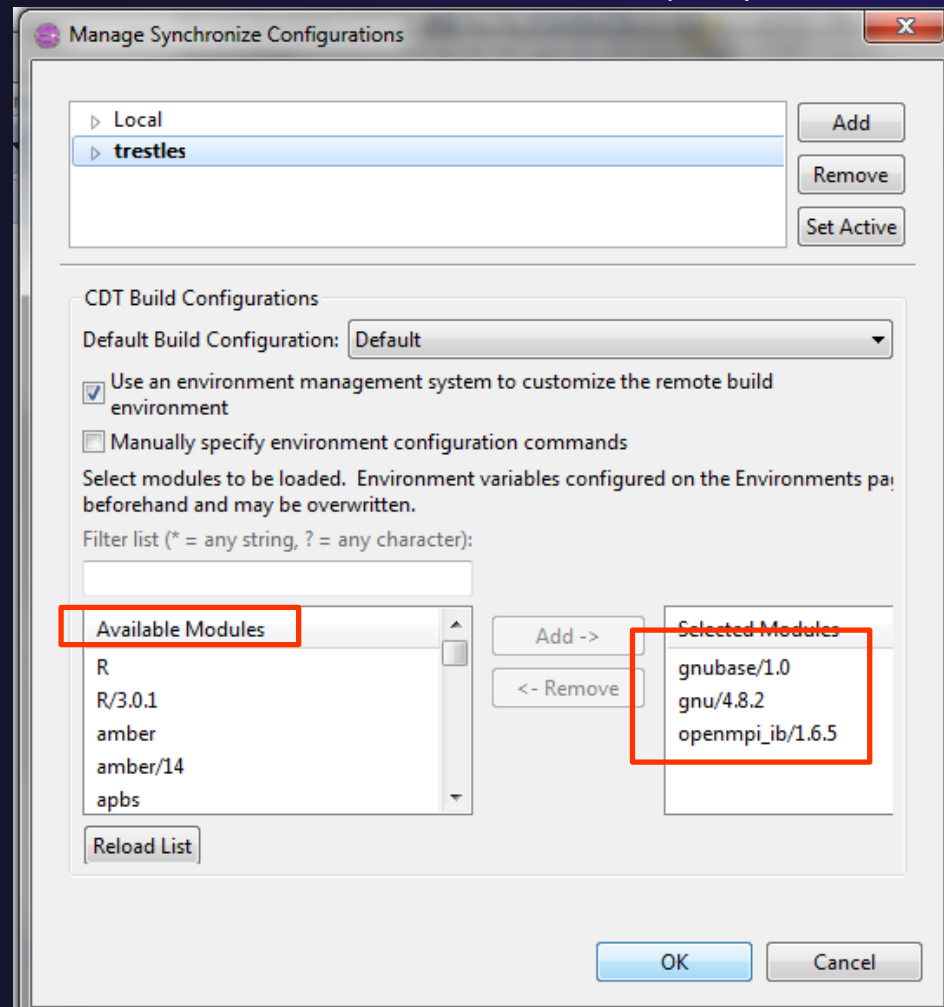 Manage Synchronize Configurations
x
Local
trestles
Add
Remove
Set Active
CDT Build Configurations
Default Build Configuration: Default
Use an environment management system to customize the remote build
environment
Manually specify environment configuration commands
Select modules to be loaded. Environment variables configured on the Environments
beforehand and may be overwritten.
Filter list (* = any string, ? = any character):
Available Modules
R
R/3.0.1
amber
amber/14
apbs
Add ->
<- Remove
Selected Modules
gnubase/1.0
gnu/4.8.2
openmpi_ib/1.6.5
Reload List
OK
Cancel